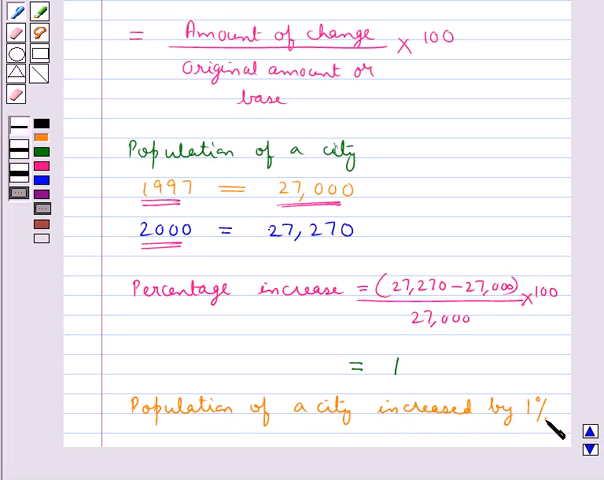 = Amount of change × 100
Original amount or
base
Population of a city
1997 = 27,000
2000 = 27,270
Percentage increase = (27,270 − 27,000) × 100
27,000
= 1
Population of a city increased by 1%